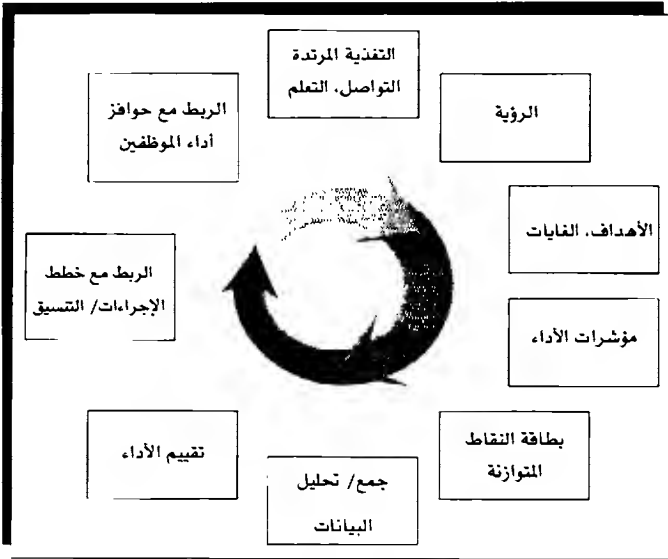 التغذية المرتدة
التواصل، التعلم
الرؤية
الأهداف، الغايات
مؤشرات الأداء
بطاقة النقاط
المتوازنة
جمع/ تحليل
البيانات
تقييم الأداء
الربط مع خطط
الإجراءات/ التنسيق
الربط مع حوافز
أداء الموظفين